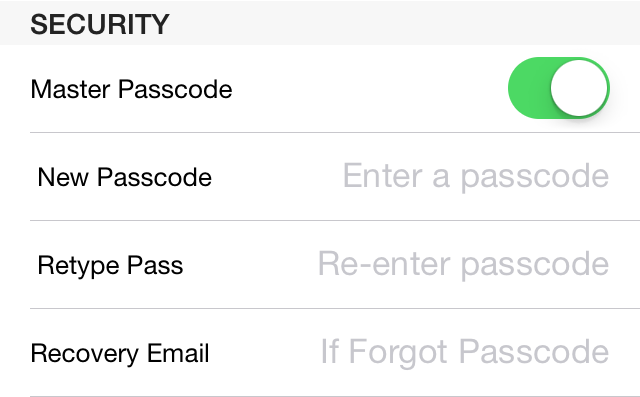 SECURITY
Master Passcode
New Passcode Enter a passcode
Retype Pass Re-enter passcode
Recovery Email If Forgot Passcode